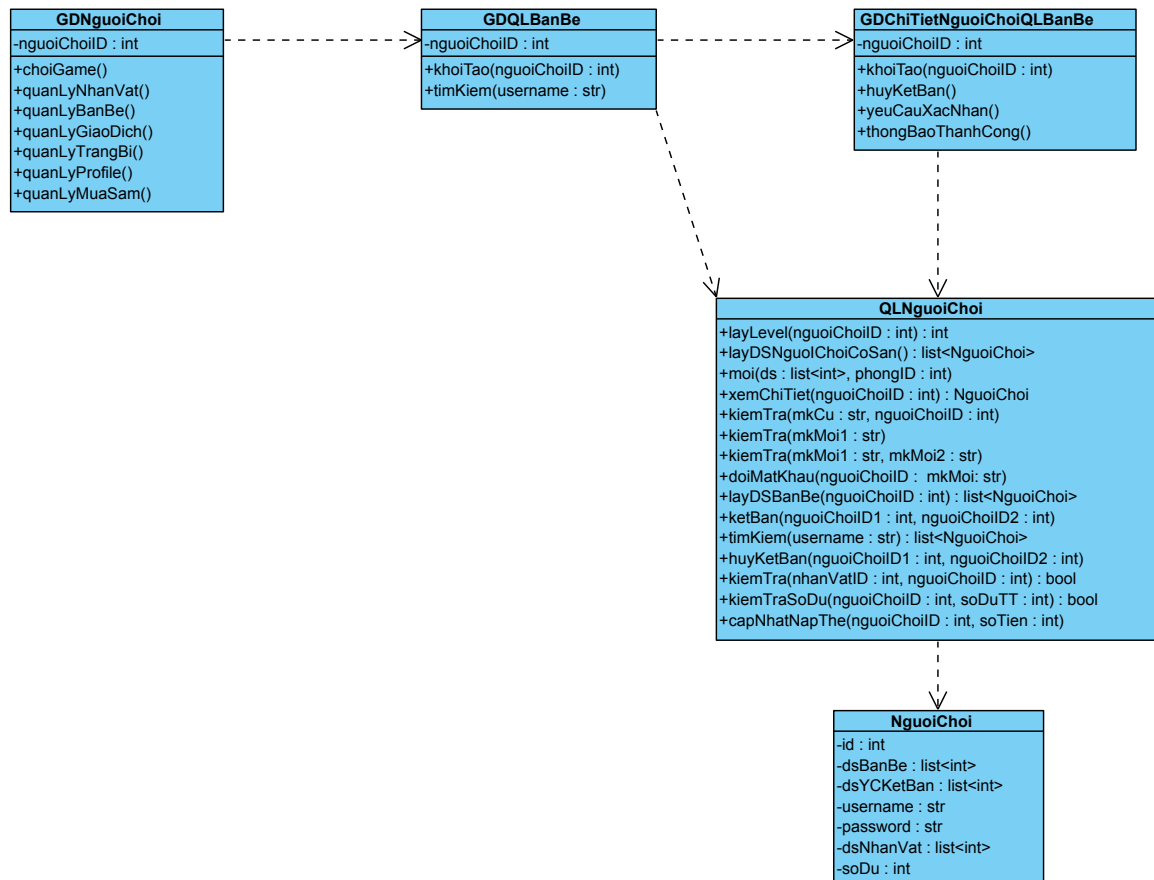 GDNguoiChoi
-nguoiChoiID : int
+choiGame()
+quanLyNhanVat()
+quanLyBanBe()
+quanLyGiaoDich()
+quanLyTrangBi()
+quanLyProfile()
+quanLyMuaSam()
GDQLBanBe
-nguoiChoiID : int
+khoiTao(nguoiChoiID : int)
+timKiem(username : str)
GDChiTietNguoiChoiQLBanBe
-nguoiChoiID : int
+khoiTao(nguoiChoiID : int)
+huyKetBan()
+yeuCauXacNhan()
+thongBaoThanhCong()
QLNguoiChoi
+layLevel(nguoiChoiID : int) : int
+layDSNguoIChoiCoSan() : list<NguoiChoi>
+moi(ds : list<int>, phongID : int)
+xemChiTiet(nguoiChoiID : int) : NguoiChoi
+kiemTra(mkCu : str, nguoiChoiID : int)
+kiemTra(mkMoi1 : str)
+kiemTra(mkMoi1 : str, mkMoi2 : str)
+doiMatKhau(nguoiChoiID :  mkMoi: str)
+layDSBanBe(nguoiChoiID : int) : list<NguoiChoi>
+ketBan(nguoiChoiID1 : int, nguoiChoiID2 : int)
+timKiem(username : str) : list<NguoiChoi>
+huyKetBan(nguoiChoiID1 : int, nguoiChoiID2 : int)
+kiemTra(nhanVatID : int, nguoiChoiID : int) : bool
+kiemTraSoDu(nguoiChoiID : int, soDuTT : int) : bool
+capNhatNapThe(nguoiChoiID : int, soTien : int)
NguoiChoi
-id : int
-dsBanBe : list<int>
-dsYCKetBan : list<int>
-username : str
-password : str
-dsNhanVat : list<int>
-soDu : int